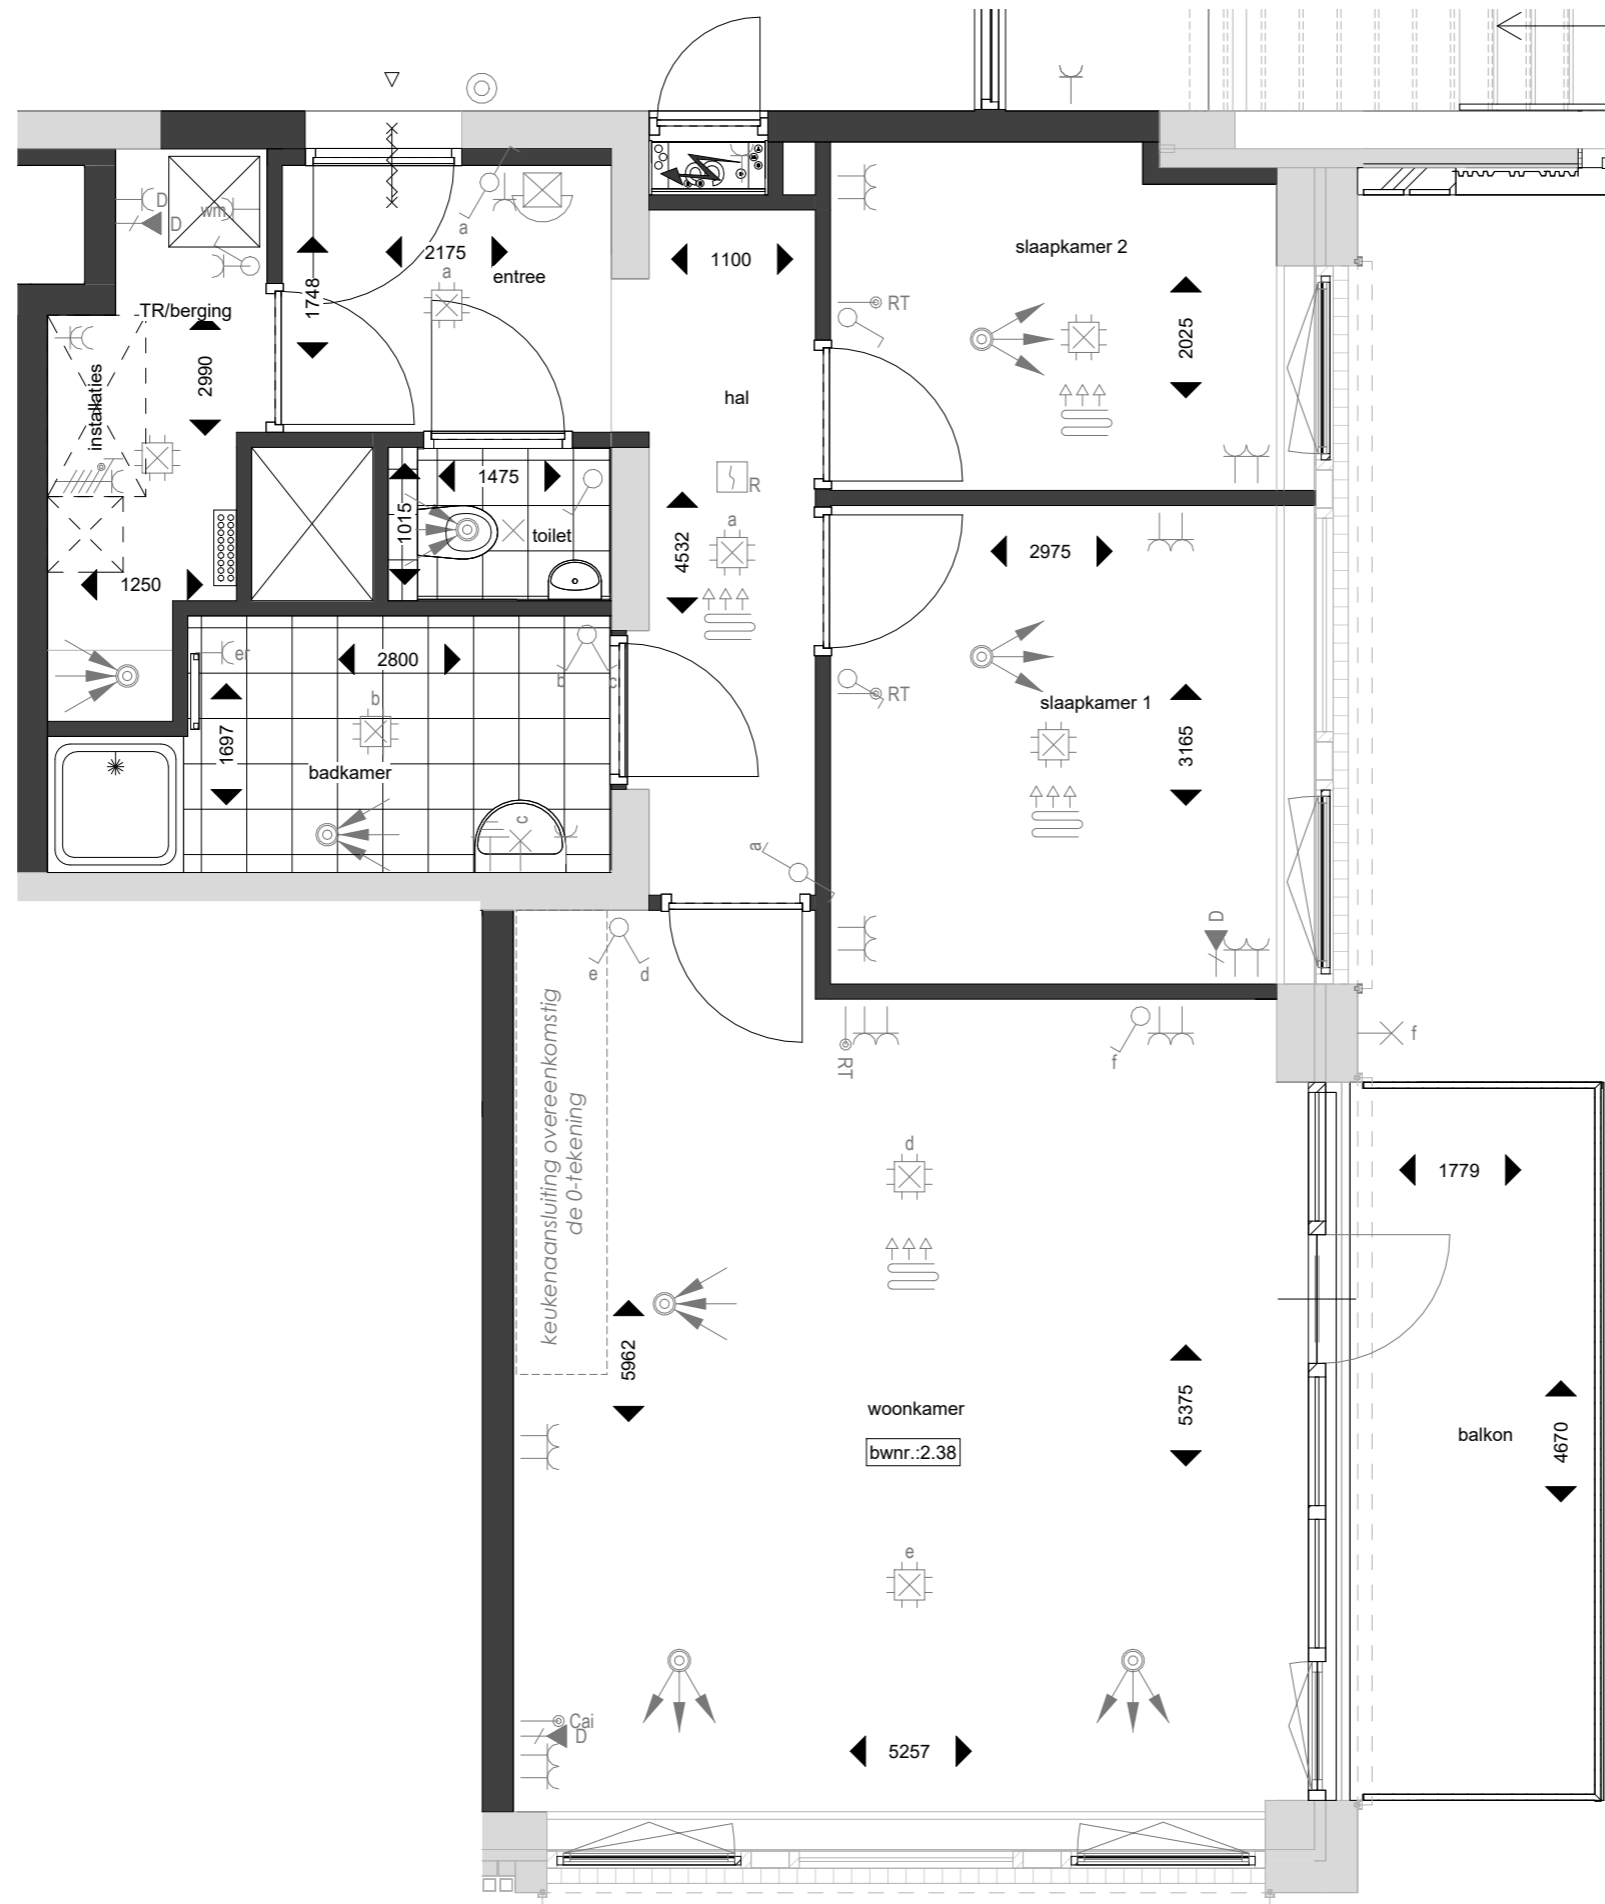 D
wm
D
a
2175
entree
1748
a
1100
slaapkamer 2
TR/berging
RT
2025
2990
installaties
hal
R
1475
a
1015
toilet
4532
2975
1250
er
2800
b
c
b
RT
slaapkamer 1
3165
1697
badkamer
c
a
D
e
d
keukenaansluiting overeenkomstig
de 0-tekening
RT
f
f
d
1779
5962
5375
woonkamer
bwnr.:2.38
balkon
4670
e
Cai
D
5257